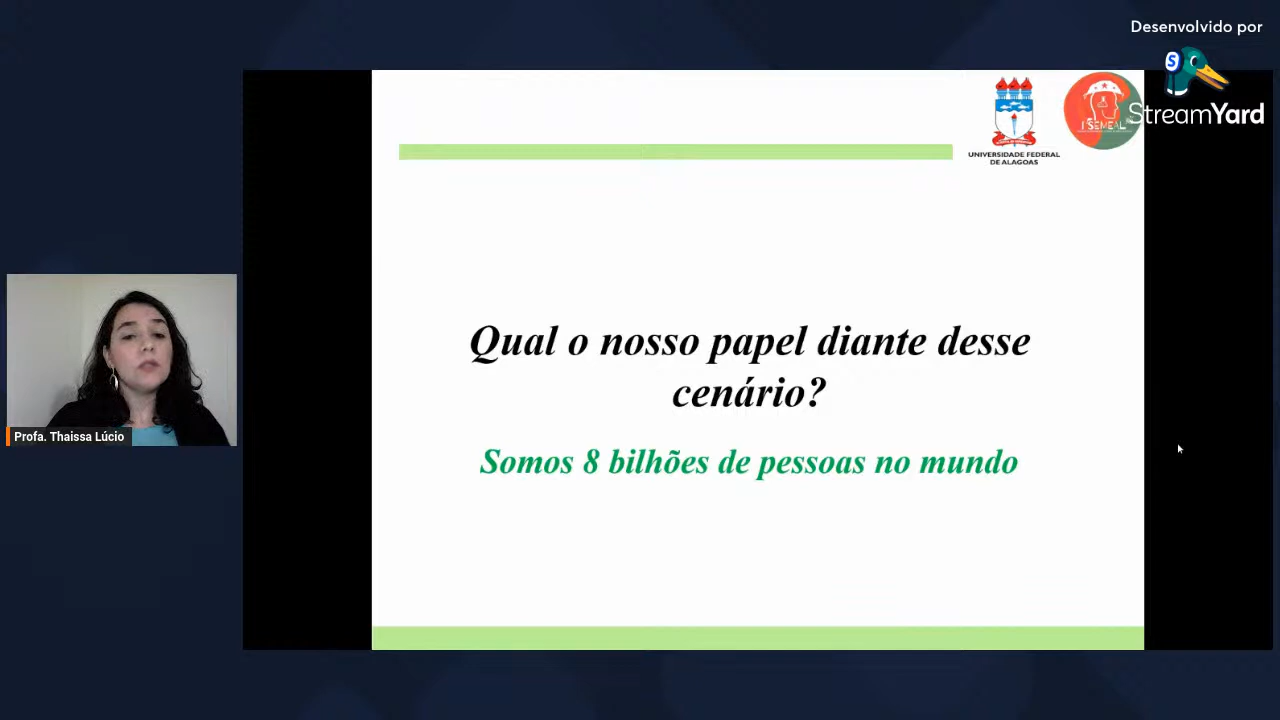 Desenvolvido por
StreamYard
UNIVERSIDADE FEDERAL
DE ALAGOAS
I SEMEAL
Qual o nosso papel diante desse
cenário?
Somos 8 bilhões de pessoas no mundo
Profa. Thaissa Lúcio